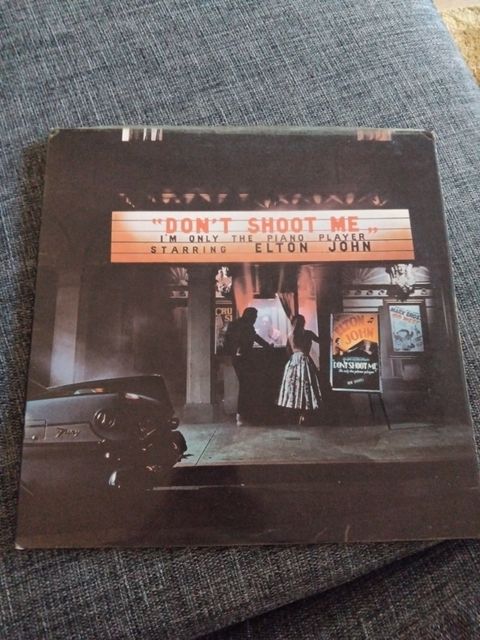 "DON'T SHOOT ME„
I'M ONLY THE PIANO PLAYER
STARRING ELTON JOHN
ELTON
JOHN
DON'T SHOOT ME